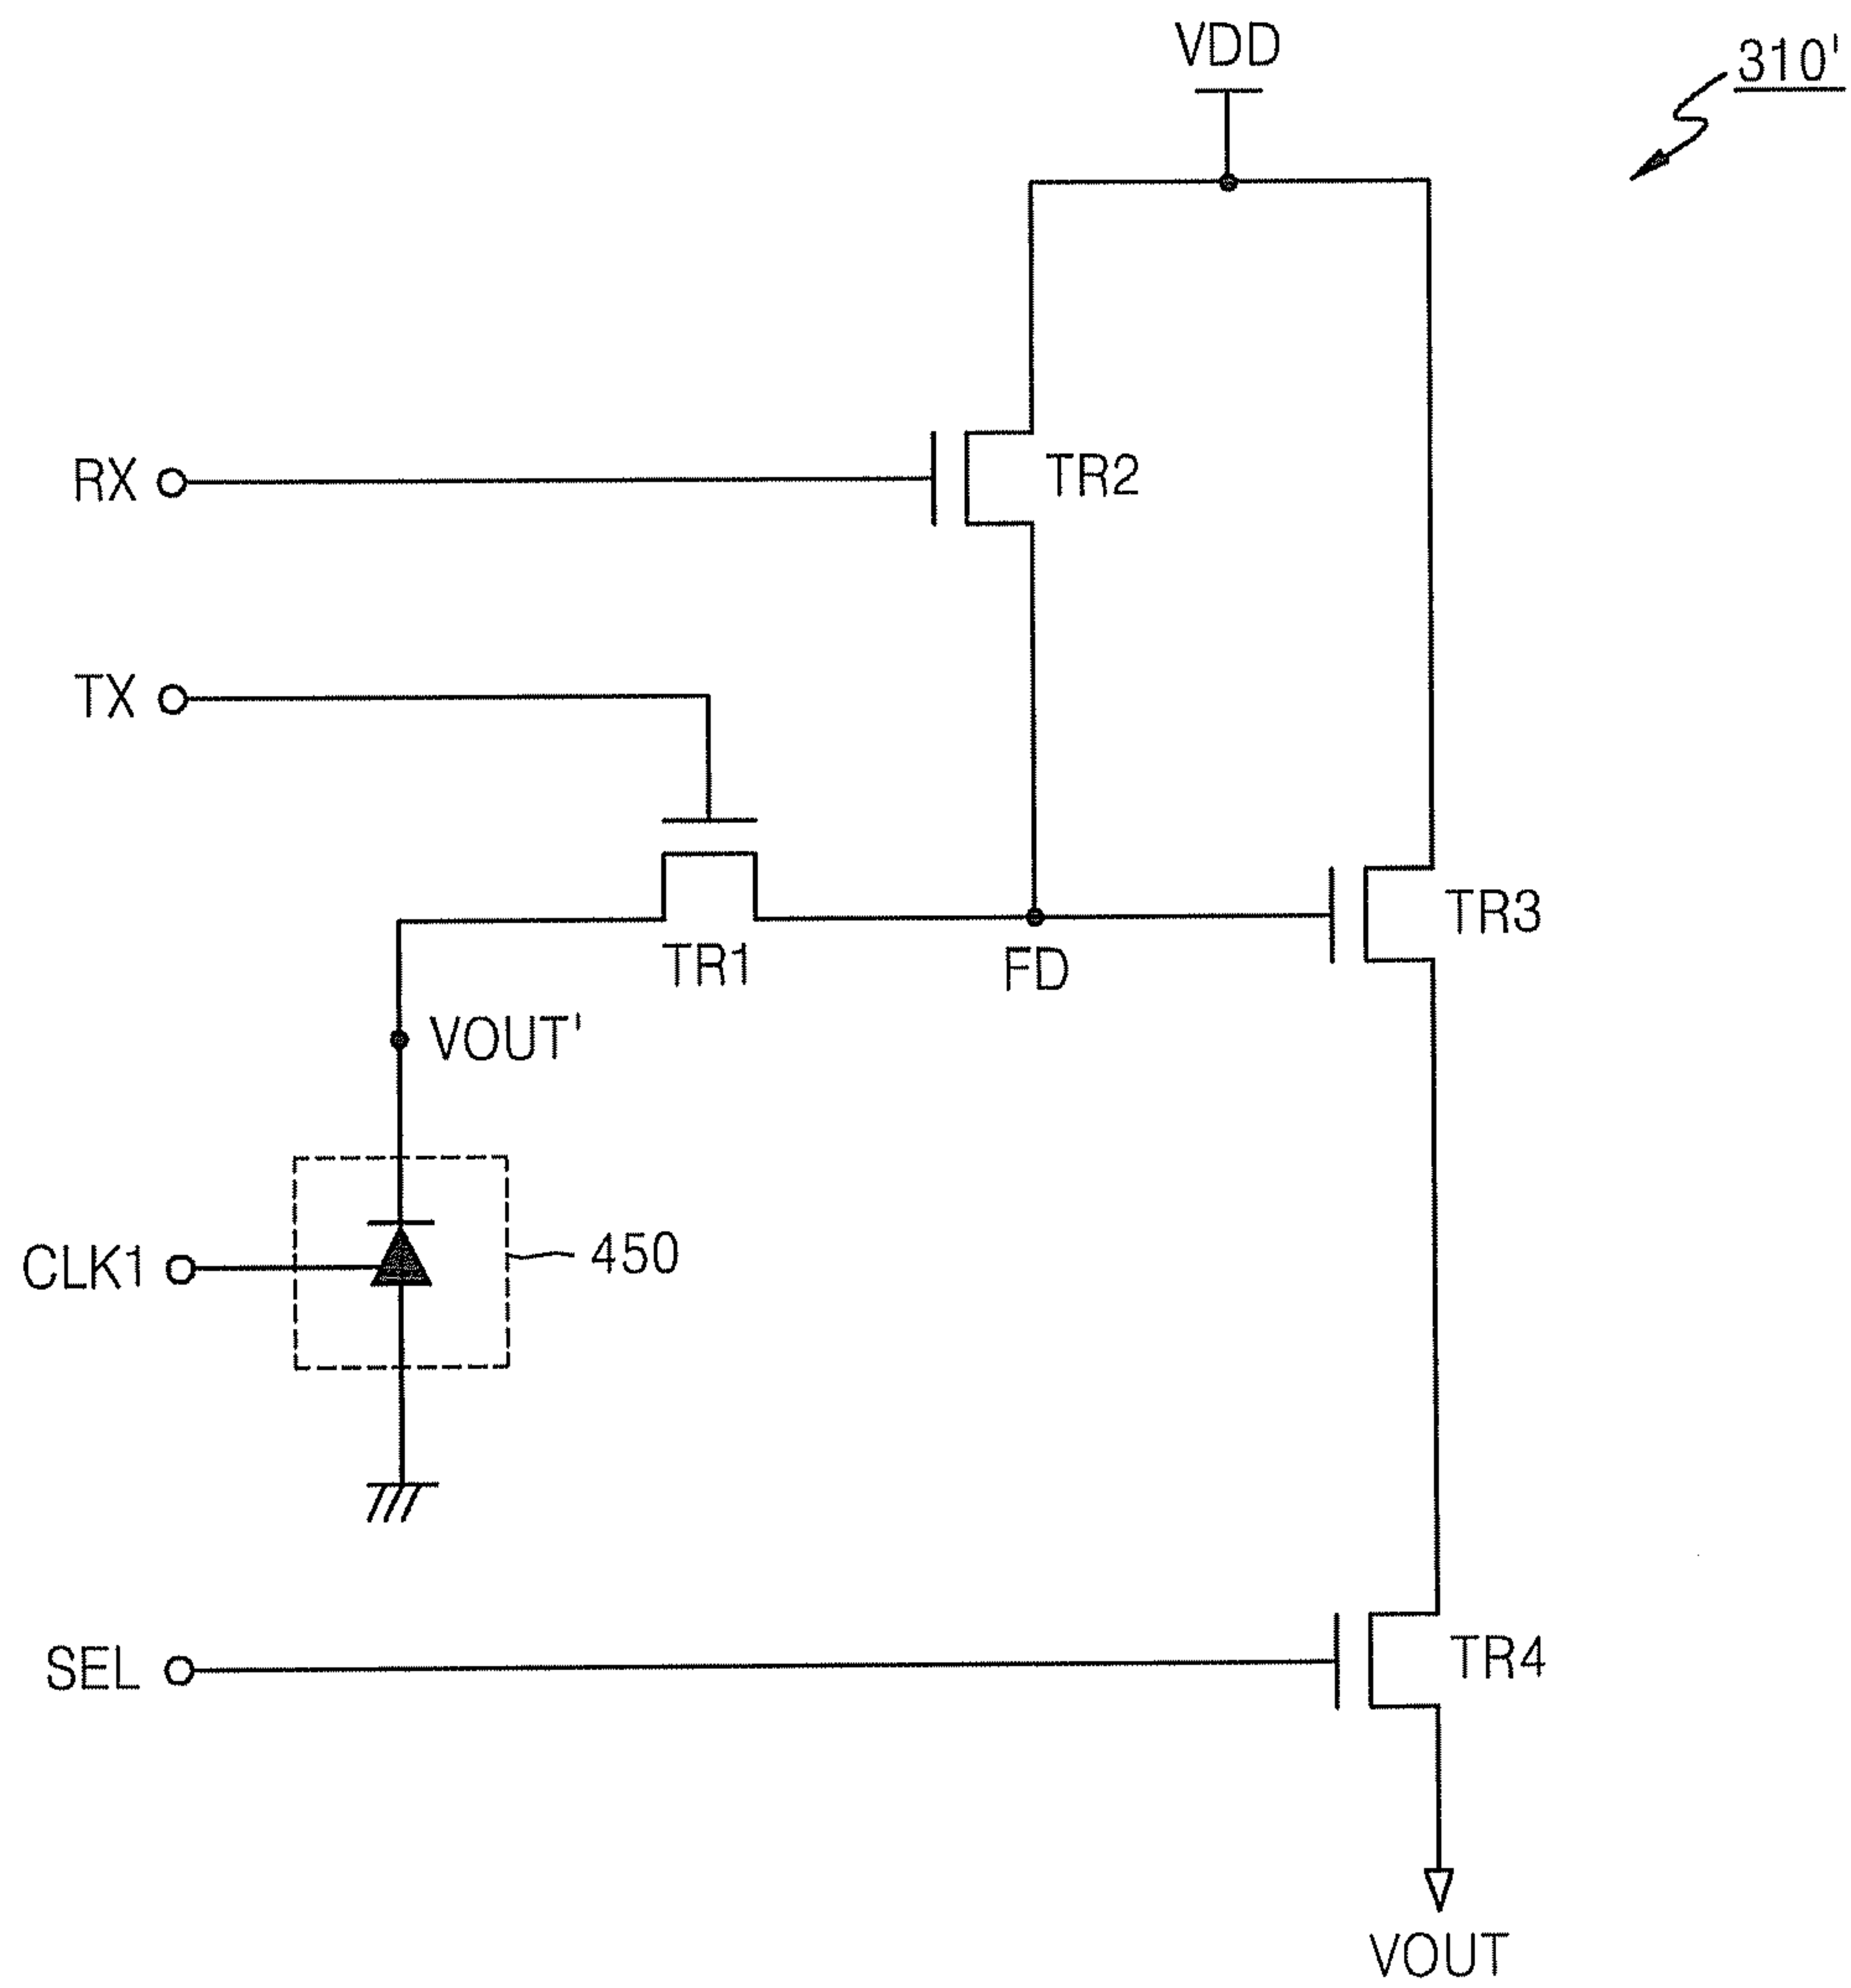 VDD
310'
RX
TR2
TX
TR3
TR1
FD
VOUT'
CLK1
450
SEL
TR4
VOUT